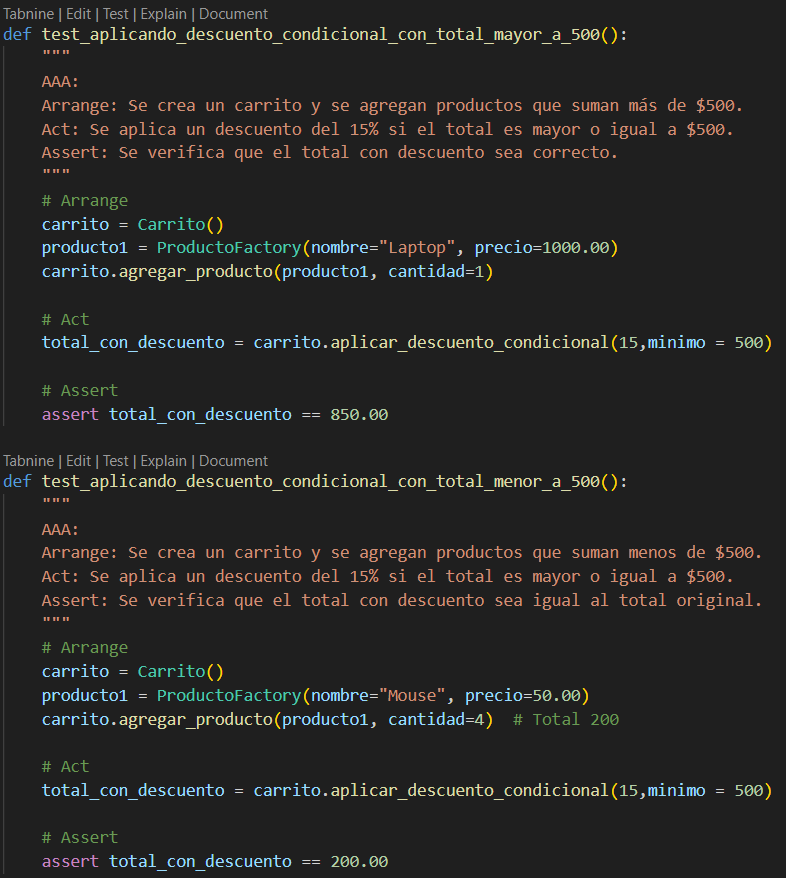 Tabnine | Edit | Test | Explain | Document
def test_aplicando_descuento_condicional_con_total_mayor_a_500():
    """
    AAA:
    Arrange: Se crea un carrito y se agregan productos que suman más de $500.
    Act: Se aplica un descuento del 15% si el total es mayor o igual a $500.
    Assert: Se verifica que el total con descuento sea correcto.
    """
    # Arrange
    carrito = Carrito()
    producto1 = ProductoFactory(nombre="Laptop", precio=1000.00)
    carrito.agregar_producto(producto1, cantidad=1)

    # Act
    total_con_descuento = carrito.aplicar_descuento_condicional(15,minimo = 500)

    # Assert
    assert total_con_descuento == 850.00

Tabnine | Edit | Test | Explain | Document
def test_aplicando_descuento_condicional_con_total_menor_a_500():
    """
    AAA:
    Arrange: Se crea un carrito y se agregan productos que suman menos de $500.
    Act: Se aplica un descuento del 15% si el total es mayor o igual a $500.
    Assert: Se verifica que el total con descuento sea igual al total original.
    """
    # Arrange
    carrito = Carrito()
    producto1 = ProductoFactory(nombre="Mouse", precio=50.00)
    carrito.agregar_producto(producto1, cantidad=4)  # Total 200

    # Act
    total_con_descuento = carrito.aplicar_descuento_condicional(15,minimo = 500)

    # Assert
    assert total_con_descuento == 200.00